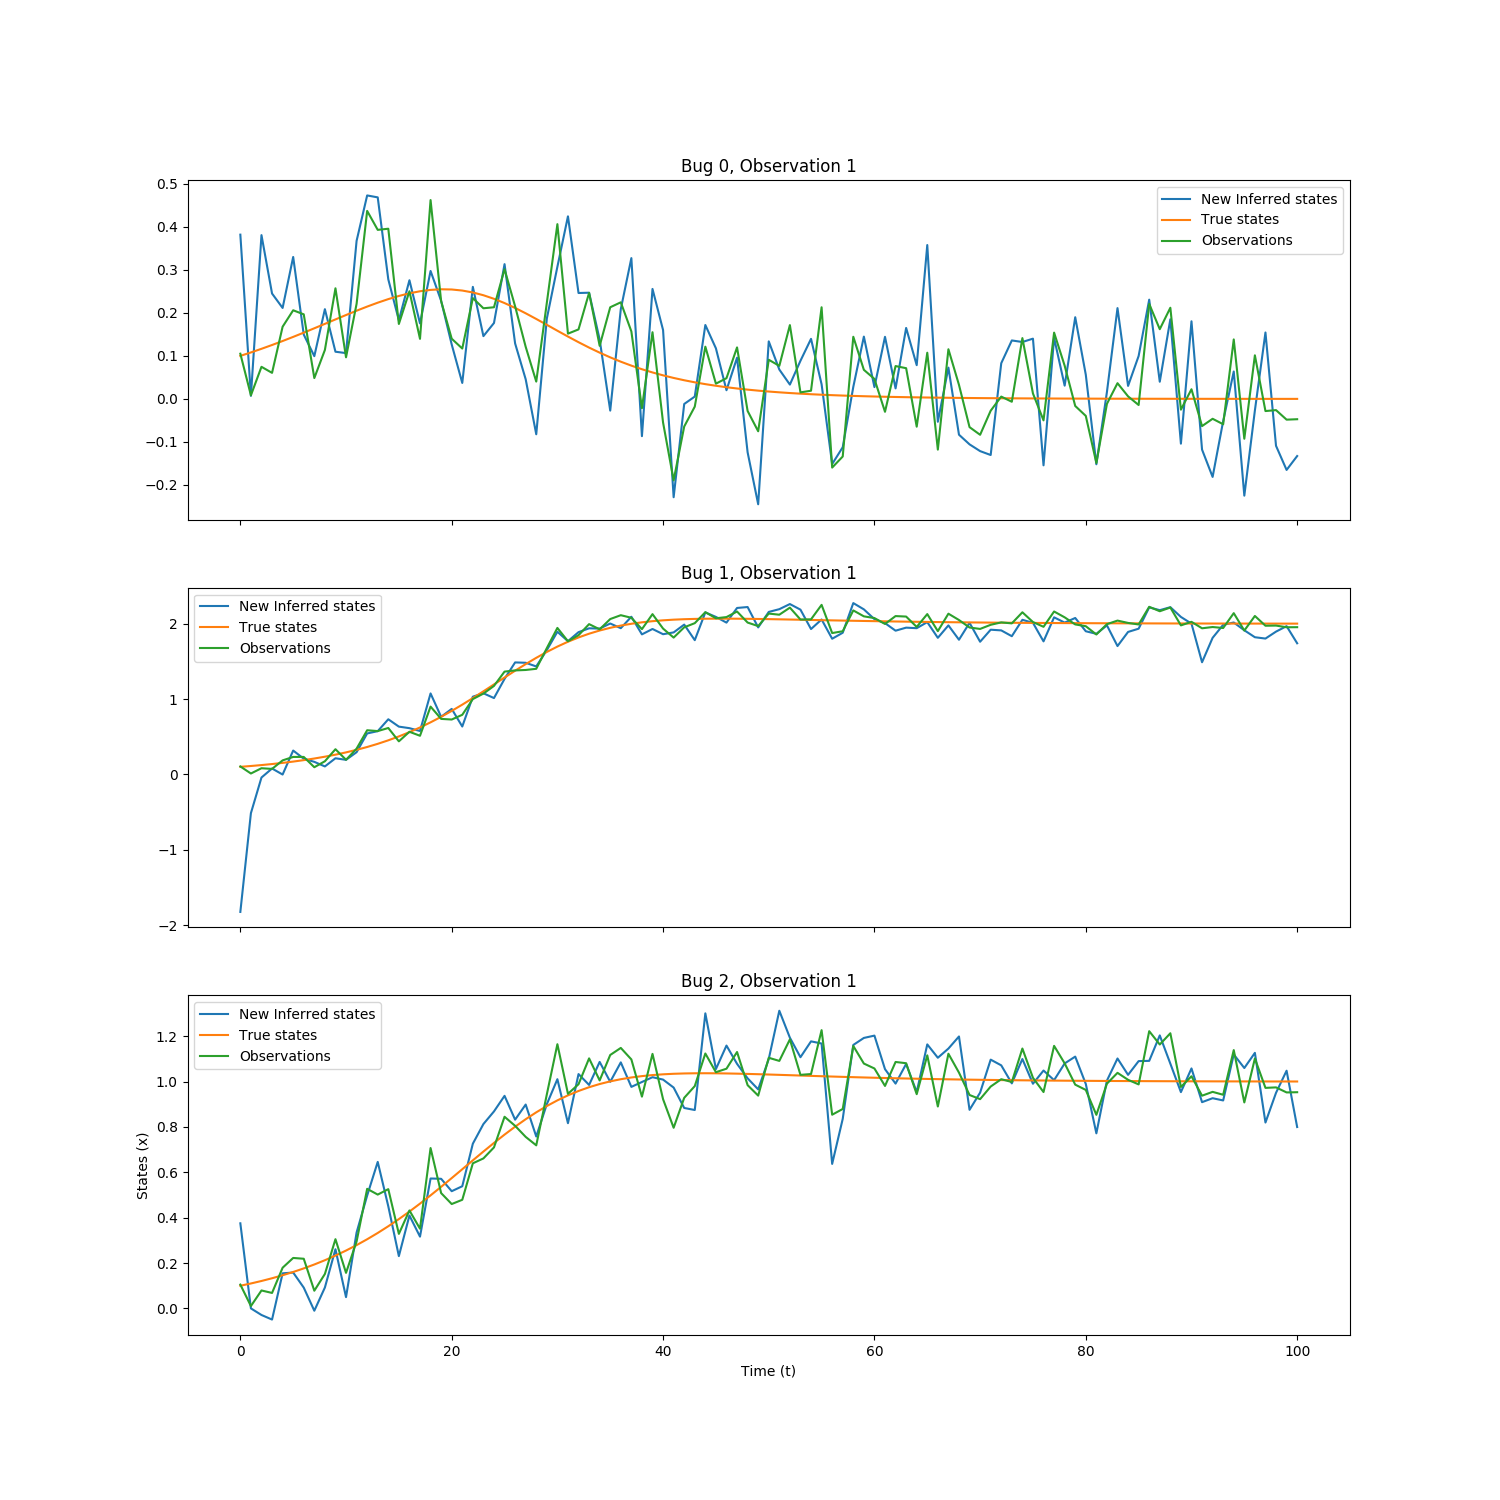 Bug 0, Observation 1
0.5
0.4
0.3
0.2
0.1
0.0
−0.1
−0.2
New Inferred states
True states
Observations
Bug 1, Observation 1
2
1
0
−1
−2
New Inferred states
True states
Observations
Bug 2, Observation 1
States (x)
1.2
1.0
0.8
0.6
0.4
0.2
0.0
New Inferred states
True states
Observations
0 20 40 60 80 100
Time (t)